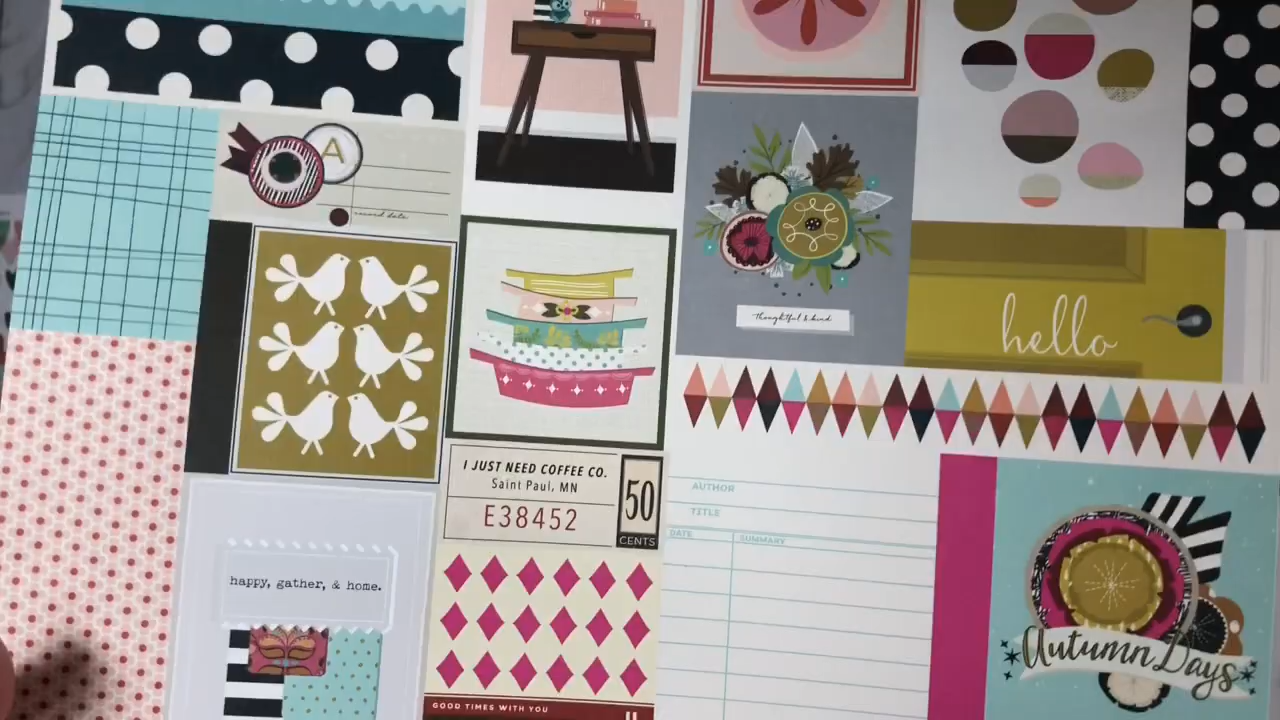 A
record date
thoughtful & kind
hello
I JUST NEED COFFEE CO.
Saint Paul, MN
E38452
50
CENTS
AUTHOR
TITLE
DATE
SUMMARY
happy, gather, & home.
Autumn Days
GOOD TIMES WITH YOU